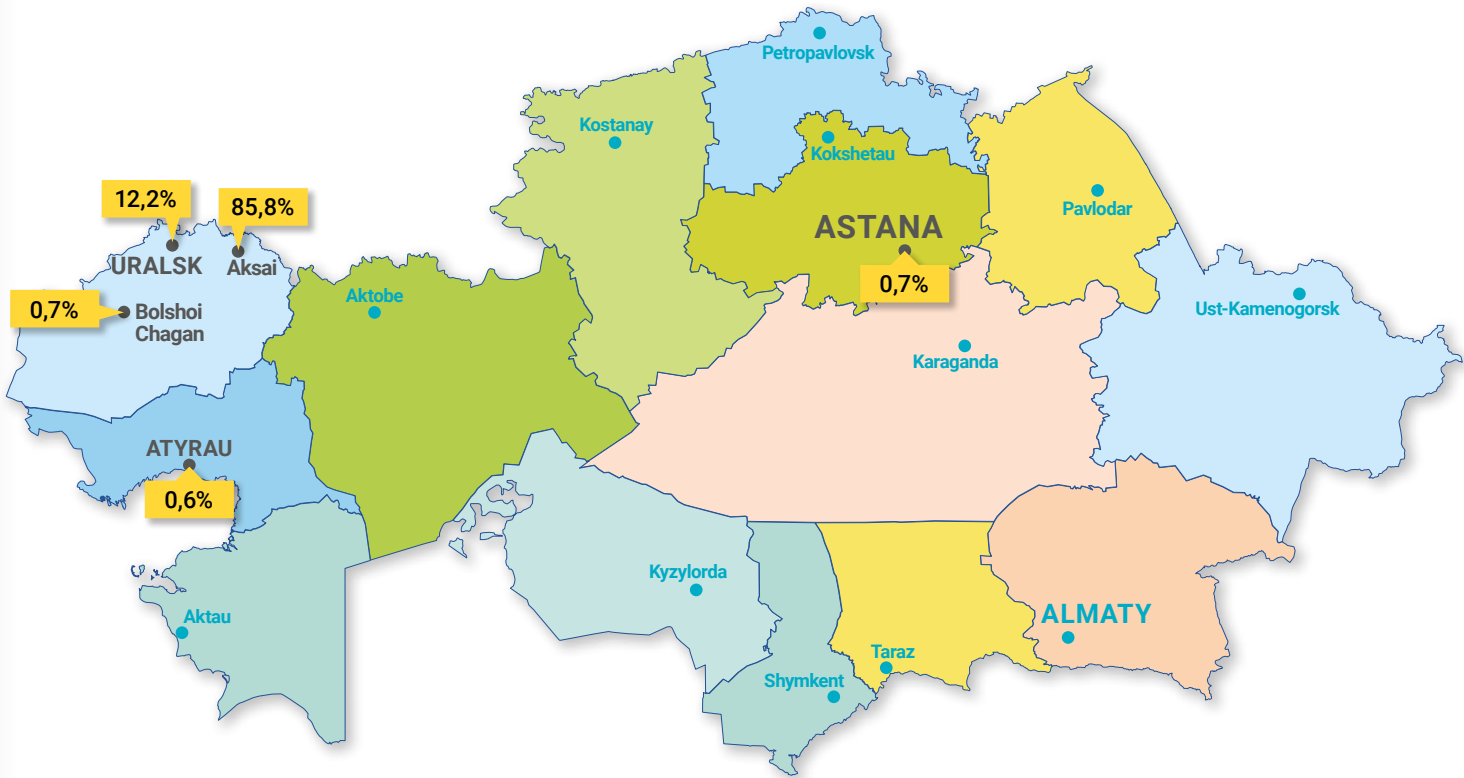 Petropavlovsk
Kostanay
Kokshetau
12,2%
85,8%
Pavlodar
ASTANA
URALSK
Aksai
0,7%
Aktobe
0,7%
Bolshoi
Chagan
Ust-Kamenogorsk
Karaganda
ATYRAU
0,6%
Kyzylorda
Aktau
ALMATY
Taraz
Shymkent